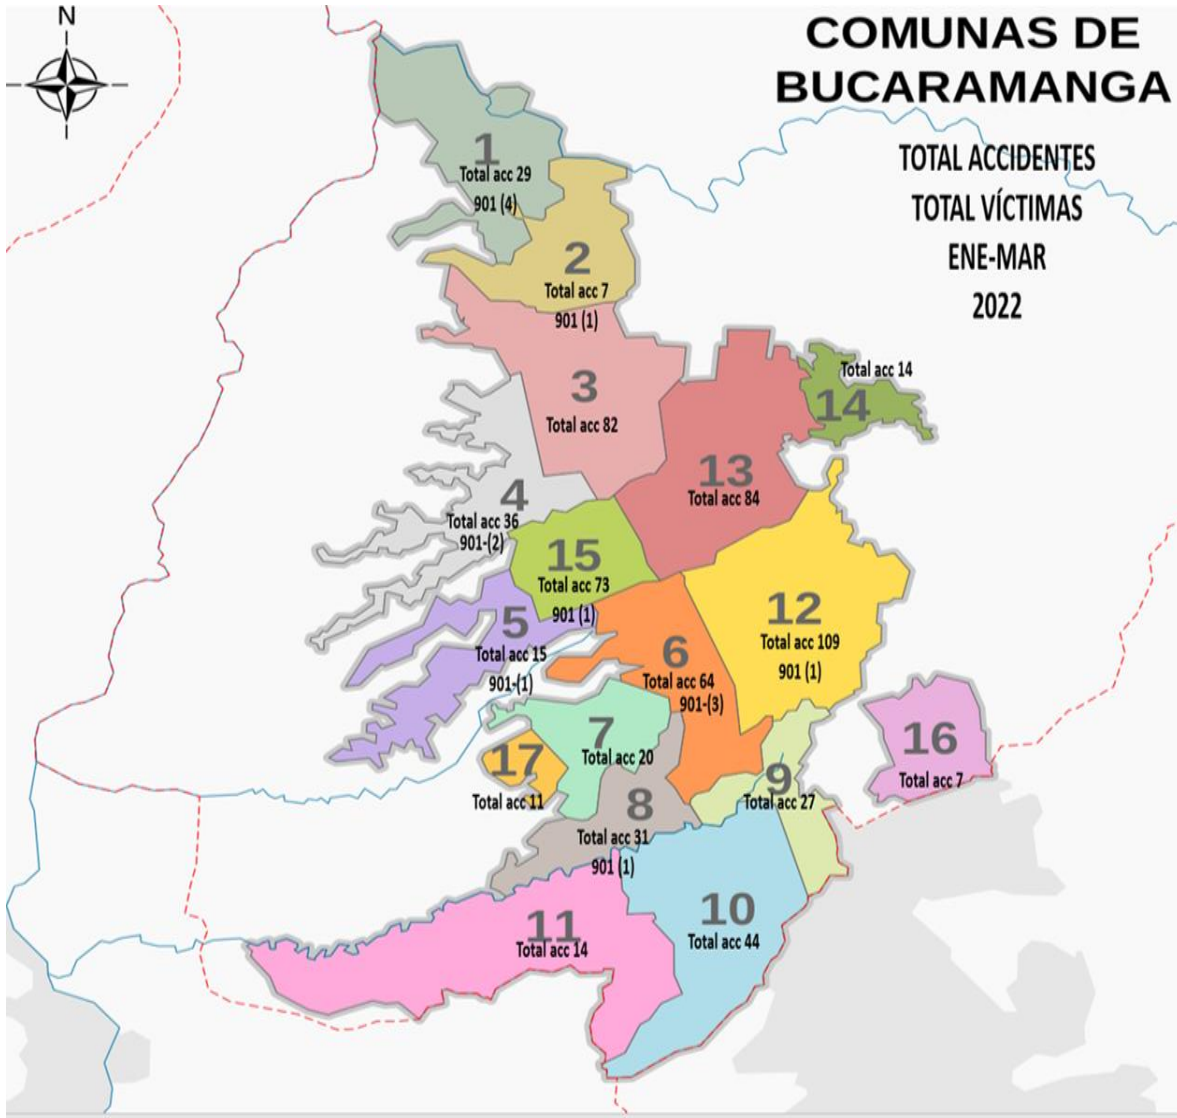 N
COMUNAS DE
BUCARAMANGA
TOTAL ACCIDENTES
TOTAL VÍCTIMAS
ENE-MAR
2022
1
Total acc 29
901 (4)
2
Total acc 7
901 (1)
3
Total acc 82
Total acc 14
14
13
Total acc 84
4
Total acc 36
901-(2)
15
Total acc 73
901 (1)
5
Total acc 15
901-(1)
12
Total acc 109
901 (1)
6
Total acc 64
901-(3)
7
Total acc 20
16
Total acc 7
17
Total acc 11
9
Total acc 27
8
Total acc 31
901 (1)
10
Total acc 44
11
Total acc 14